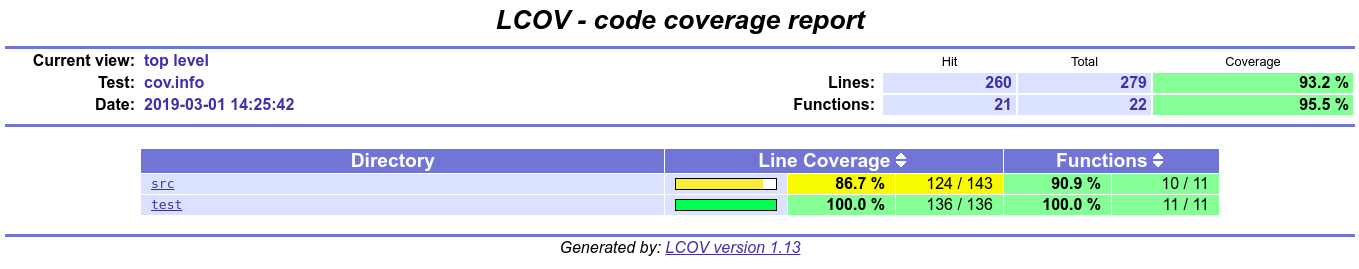 LCOV - code coverage report
Current view: top level Hit Total Coverage
Test: cov.info Lines: 260 279 93.2 %
Date: 2019-03-01 14:25:42 Functions: 21 22 95.5 %
Directory Line Coverage Functions
src 86.7 % 124 / 143 90.9 % 10 / 11
test 100.0 % 136 / 136 100.0 % 11 / 11
Generated by: LCOV version 1.13